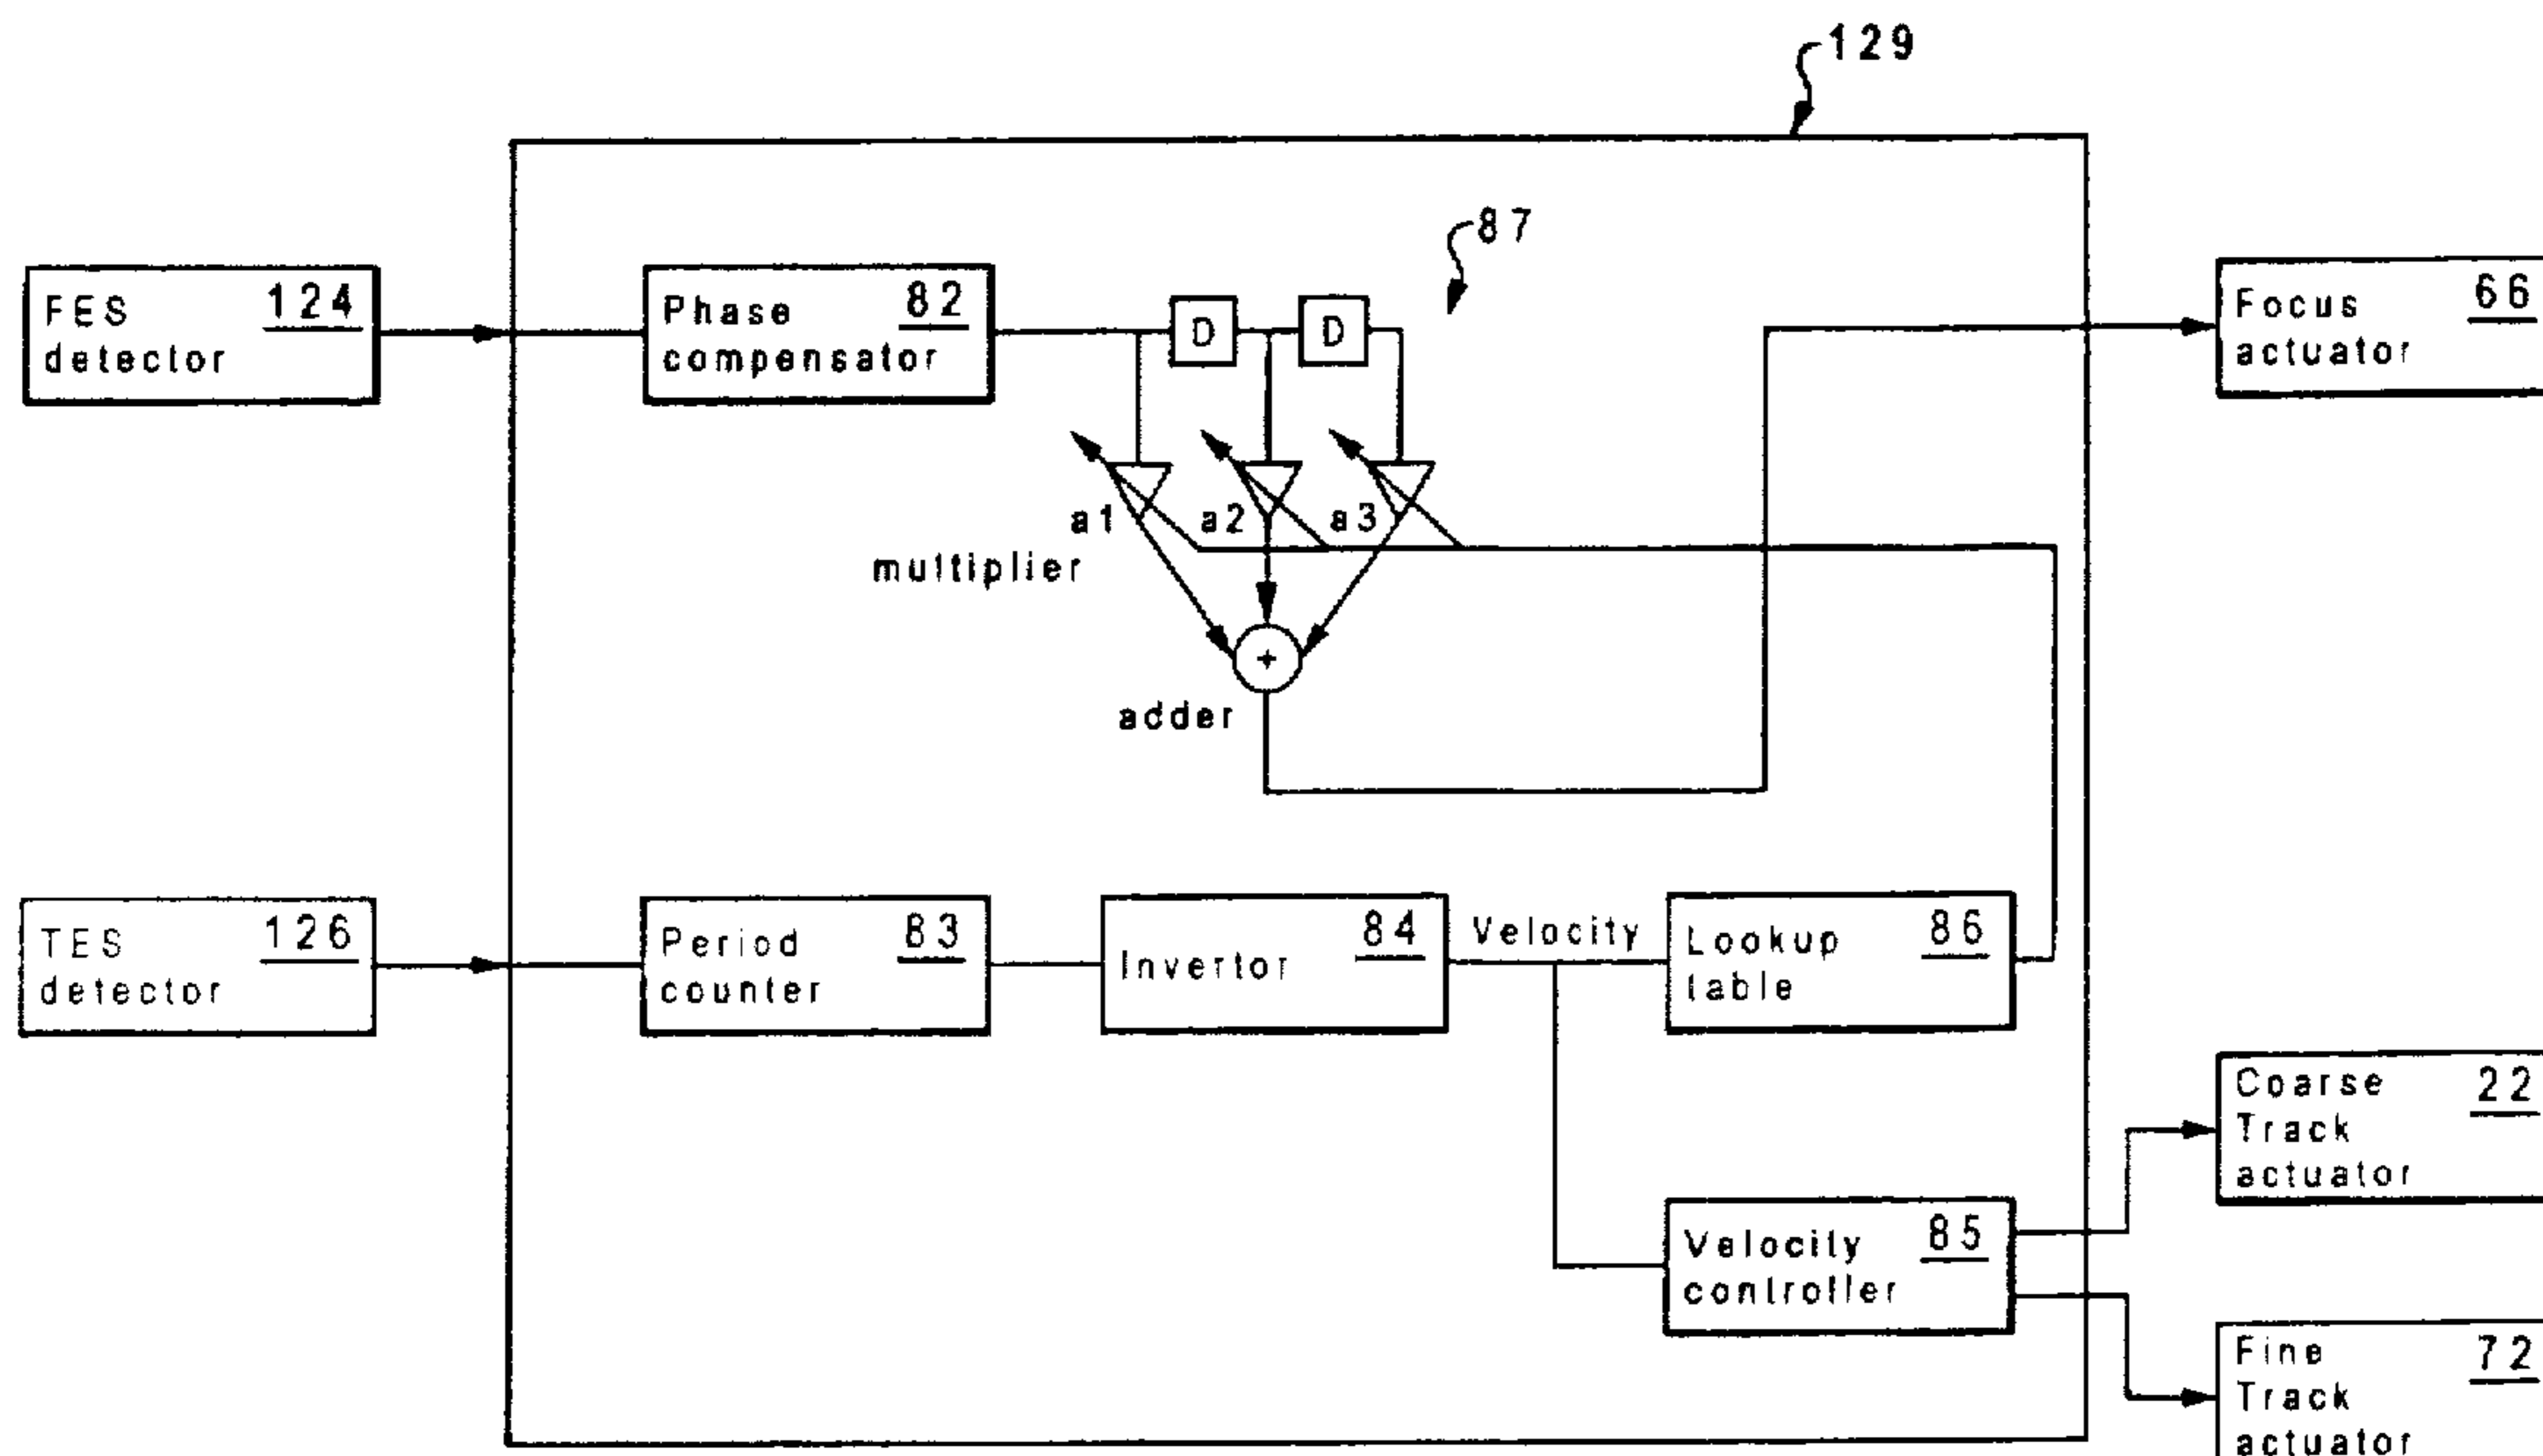 129
87
FES 124
detector
Phase 82
compensator
D
D
Focus 66
actuator
a1
a2
a3
multiplier
+
adder
TES 126
detector
Period 83
counter
Invertor 84
Velocity
Lookup 86
table
Coarse 22
Track
actuator
Velocity 85
controller
Fine 72
Track
actuator